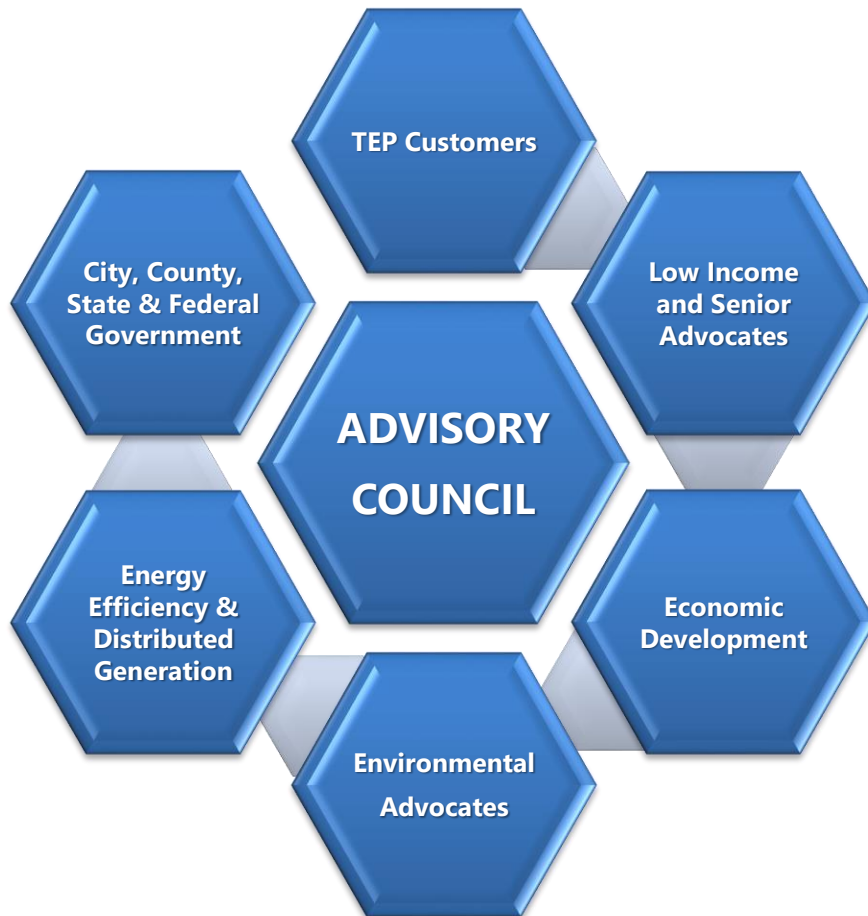 TEP Customers
City, County,
State & Federal
Government
Low Income
and Senior
Advocates
ADVISORY
COUNCIL
Energy
Efficiency &
Distributed
Generation
Economic
Development
Environmental
Advocates